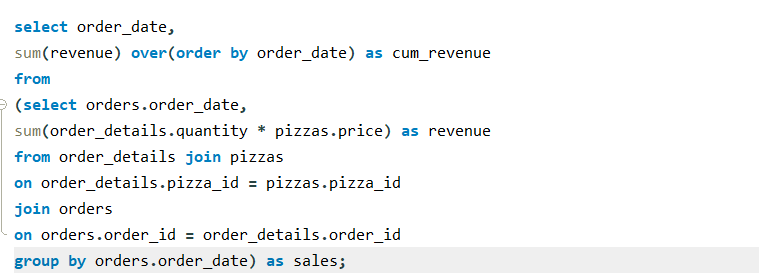 select order_date,
sum(revenue) over(order by order_date) as cum_revenue
from
(select orders.order_date,
sum(order_details.quantity * pizzas.price) as revenue
from order_details join pizzas
on order_details.pizza_id = pizzas.pizza_id
join orders
on orders.order_id = order_details.order_id
group by orders.order_date) as sales;